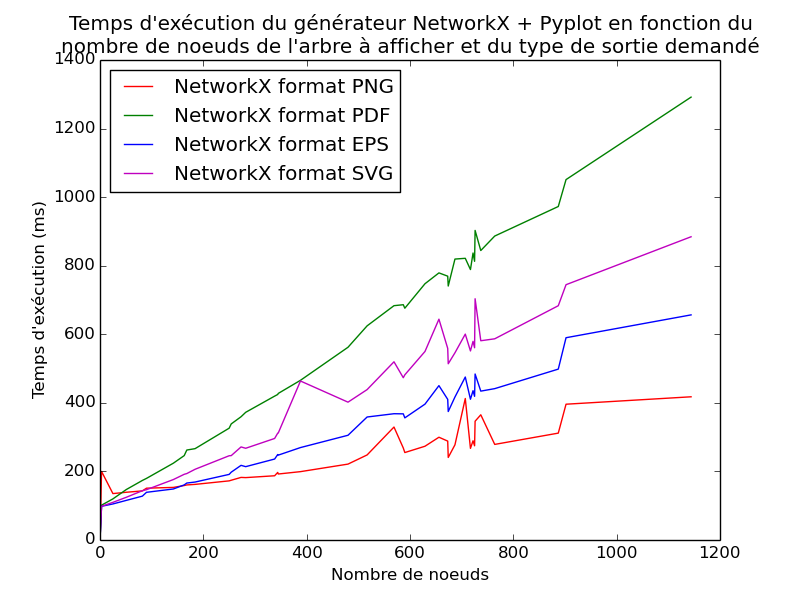 Temps d'exécution du générateur NetworkX + Pyplot en fonction du
nombre de noeuds de l'arbre à afficher et du type de sortie demandé
1400
1200
1000
800
600
400
200
0
Temps d'exécution (ms)
NetworkX format PNG
NetworkX format PDF
NetworkX format EPS
NetworkX format SVG
0 200 400 600 800 1000 1200
Nombre de noeuds